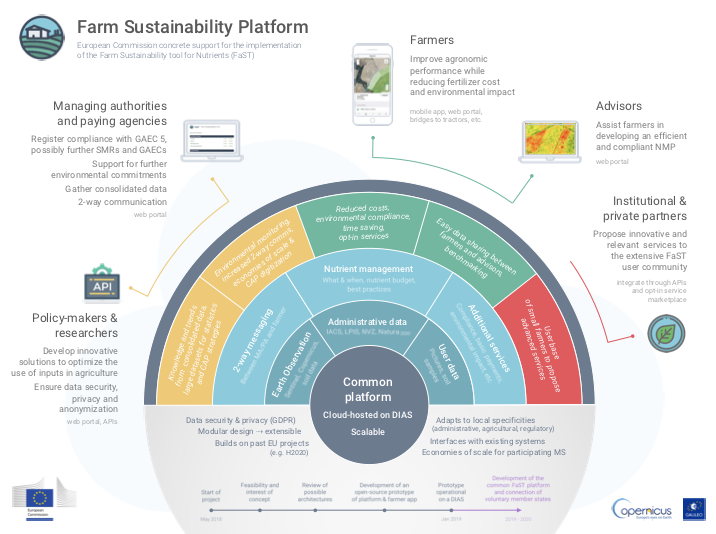 Farm Sustainability Platform
European Commission concrete support for the implementation
of the Farm Sustainability tool for Nutrients (FaST)
Farmers
Improve agronomic
performance while
reducing fertilizer cost
and environmental impact
mobile app, web portal,
bridges to tractors, etc.
Managing authorities
and paying agencies
Register compliance with GAEC 5,
possibly further SMRs and GAECs
Support for further
environmental commitments
Gather consolidated data
2-way communication
web portal
Advisors
Assist farmers in
developing an efficient
and compliant NMP
web portal
Institutional &
private partners
Propose innovative and
relevant services to
the extensive FaST
user community
integrate through APIs
and opt-in service
marketplace
API
Policy-makers &
researchers
Develop innovative
solutions to optimize the
use of inputs in agriculture
Ensure data security,
privacy and
anonymization
web portal, APIs
Knowledge and trends
from consolidated data,
large datasets for statistics
and CAP strategies
Environmental monitoring,
increased 2-way commit.,
economies of scale &
CAP digitization
Reduced costs,
environmental compliance,
time saving,
opt-in services
Easy data sharing between
farmers and advisors,
benchmarking
Userbase
of small farmers to propose
advanced services
2-way messaging
Between MA and farmer
Nutrient management
What & when, nutrient budget,
best practices
Additional services
Earth Observation
Administrative data
IACS, LPIS, NVZ, Nature2000
User data
Common
platform
Cloud-hosted on DIAS
Scalable
Data security & privacy (GDPR)
Modular design → extensible
Builds on past EU projects
(e.g. H2020)
Adapts to local specificities
(administrative, agricultural, regulatory)
Interfaces with existing systems
Economies of scale for participating MS
Start of
project
Feasibility and
interest of
concept
Review of
possible
architectures
Development of an
open-source prototype
of platform & farmer app
Prototype
operational
on a DIAS
Development of the
common FaST platform
and connection of
voluntary member states
May 2018
Jan 2019
2019 - 2020
European
Commission
opernicus
Europe's eyes on Earth
GALILEO